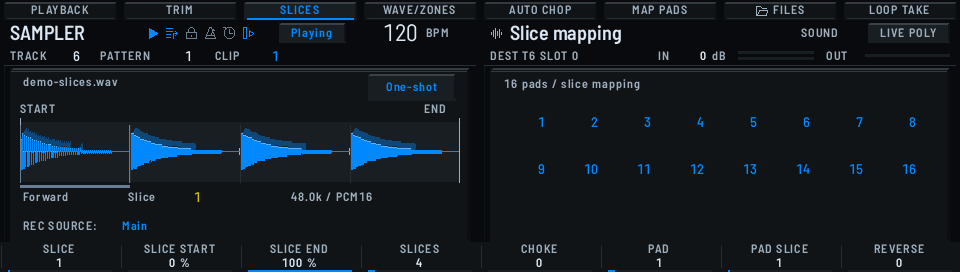 PLAYBACK TRIM SLICES WAVE/ZONES AUTO CHOP MAP PADS FILES LOOP TAKE
SAMPLER Playing 120 BPM Slice mapping SOUND LIVE POLY
TRACK 6 PATTERN 1 CLIP 1 DEST T6 SLOT 0 IN 0 dB OUT
demo-slices.wav One-shot 16 pads / slice mapping
START END
1 2 3 4 5 6 7 8
9 10 11 12 13 14 15 16
Forward Slice 1 48.0k / PCM16
REC SOURCE: Main
SLICE SLICE START SLICE END SLICES CHOKE PAD PAD SLICE REVERSE
1 0 % 100 % 4 0 1 1 0